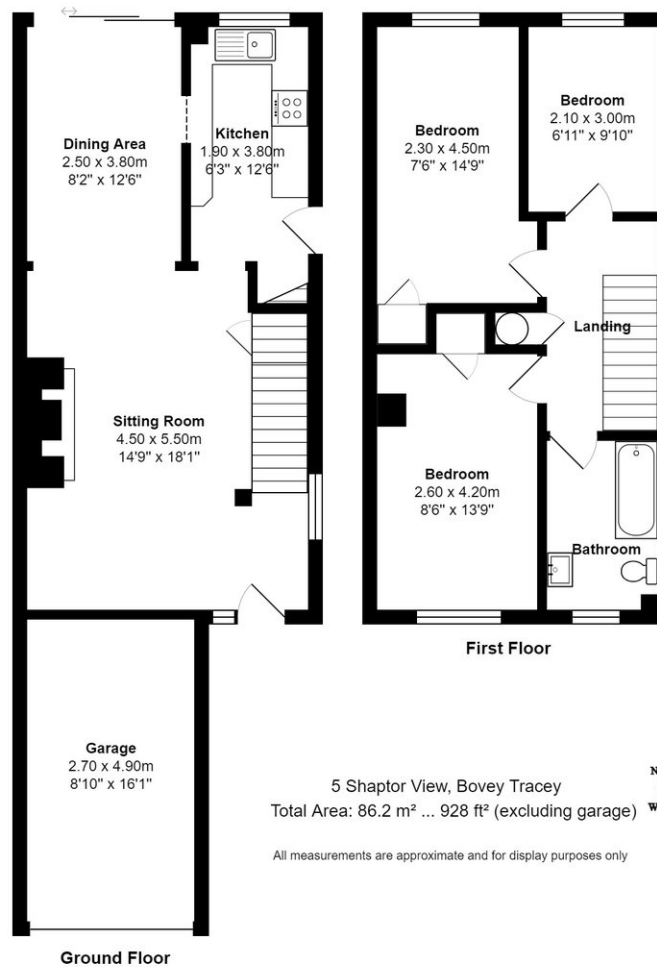 Dining Area
2.50 x 3.80m
8'2" x 12'6"
Kitchen
1.90 x 3.80m
6'3" x 12'6"
Sitting Room
4.50 x 5.50m
14'9" x 18'1"
Garage
2.70 x 4.90m
8'10" x 16'1"
Ground Floor
Bedroom
2.30 x 4.50m
7'6" x 14'9"
Bedroom
2.10 x 3.00m
6'11" x 9'10"
Landing
Bedroom
2.60 x 4.20m
8'6" x 13'9"
Bathroom
First Floor
5 Shaptor View, Bovey Tracey
Total Area: 86.2 m² ... 928 ft² (excluding garage)
All measurements are approximate and for display purposes only
N
W